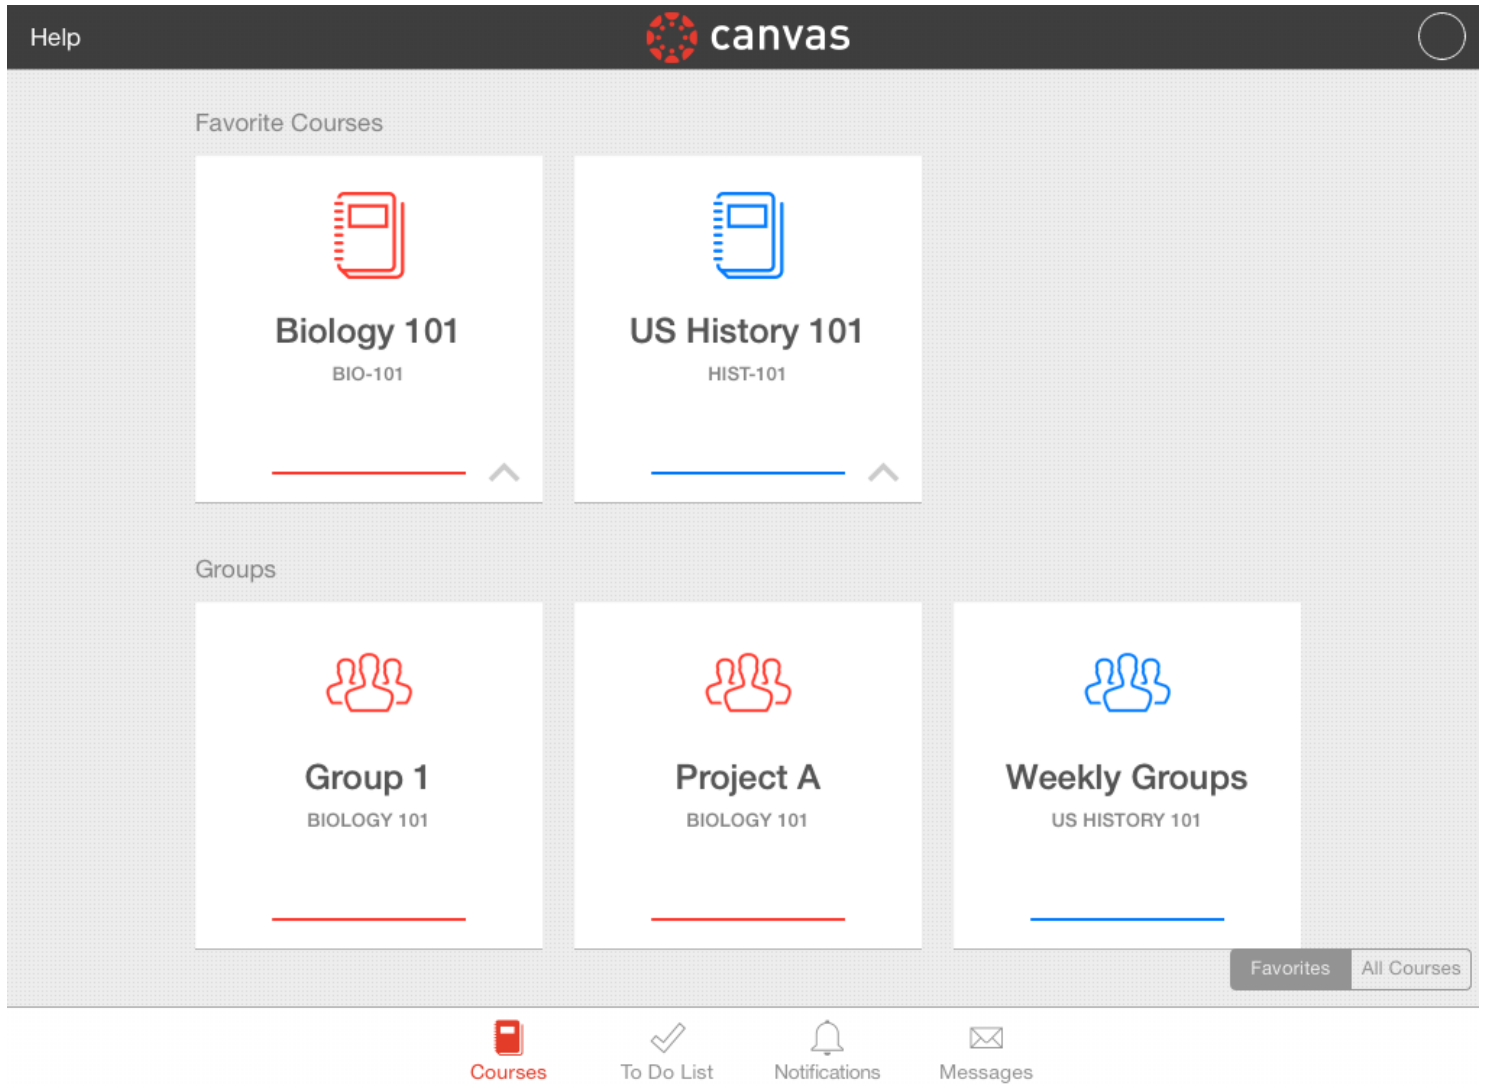 Help
canvas
Favorite Courses
Biology 101
BIO-101
US History 101
HIST-101
Groups
Group 1
BIOLOGY 101
Project A
BIOLOGY 101
Weekly Groups
US HISTORY 101
Favorites
All Courses
Courses
To Do List
Notifications
Messages